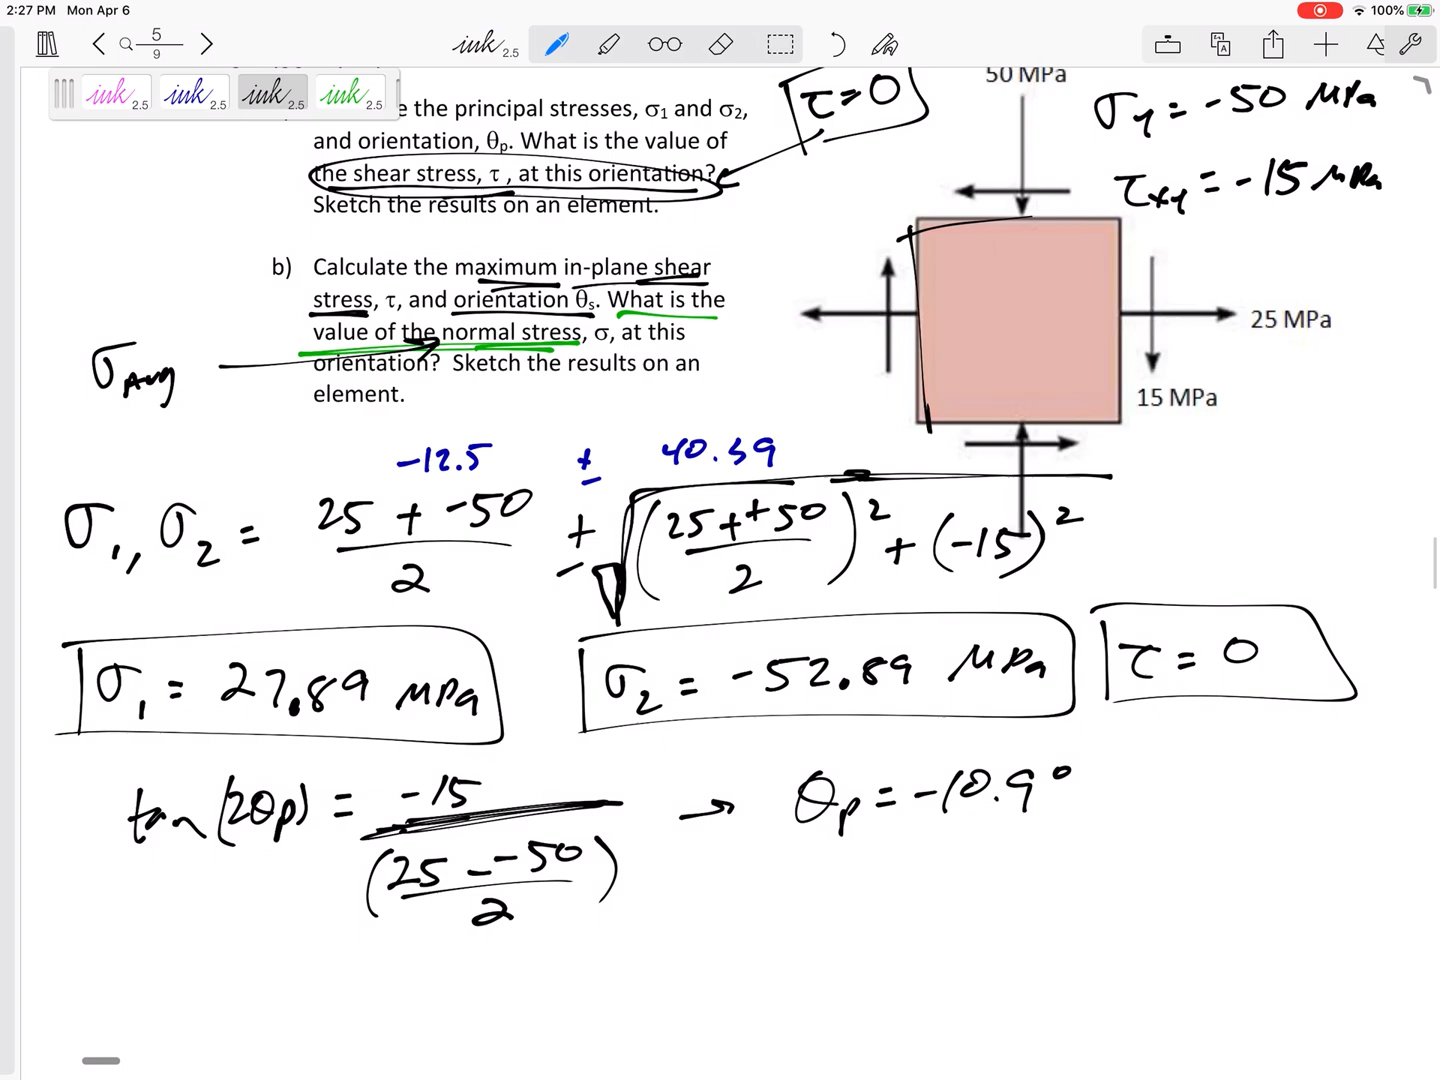 2:27 PM Mon Apr 6
100%
5
9
ink 2.5
ink 2.5 ink 2.5 ink 2.5 ink 2.5
e the principal stresses, σ1 and σ2,
and orientation, θp. What is the value of
the shear stress, τ , at this orientation?
Sketch the results on an element.
τ = 0
50 MPa
σy = -50 MPa
τxy = -15 MPa
b) Calculate the maximum in-plane shear
stress, τ, and orientation θs. What is the
value of the normal stress, σ, at this
orientation? Sketch the results on an
element.
σAvg
25 MPa
15 MPa
-12.5 ± 40.39
σ1, σ2 = (25 + -50)/2 ± √((25 + +50)/2)² + (-15)²
σ1 = 27.89 MPa
σ2 = -52.89 MPa
τ = 0
tan(2θp) = -15/((25 - -50)/2) → θp = -10.9°